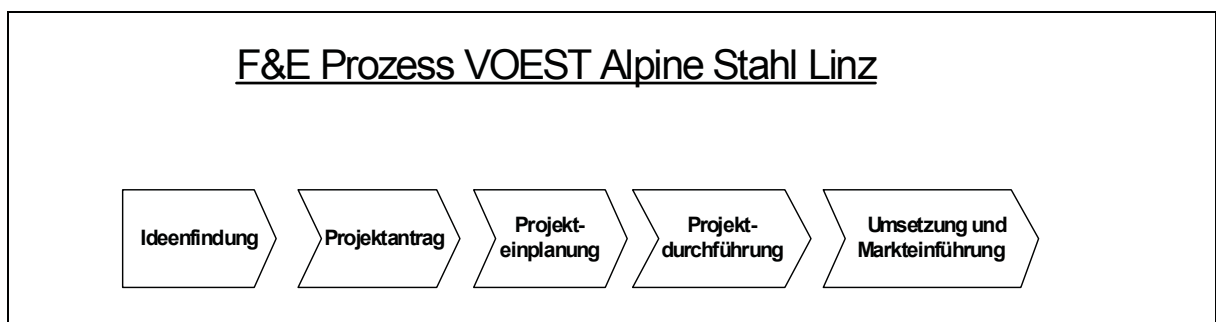 F&E Prozess VOEST Alpine Stahl Linz
Ideenfindung
Projektantrag
Projekt-
einplanung
Projekt-
durchführung
Umsetzung und
Markteinführung